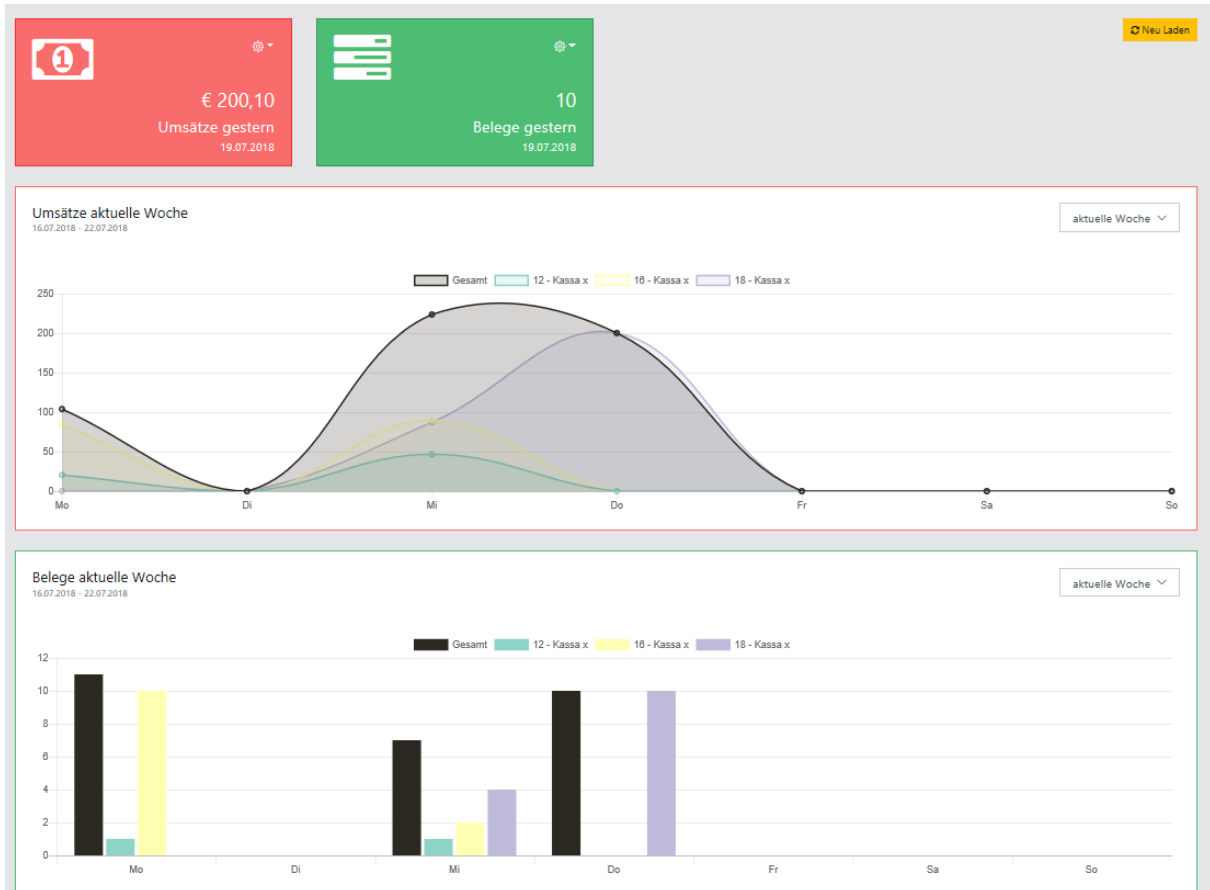 Neu Laden
€ 200,10
Umsätze gestern
19.07.2018
10
Belege gestern
19.07.2018
Umsätze aktuelle Woche
16.07.2018 - 22.07.2018
aktuelle Woche
Gesamt 12 - Kassa x 16 - Kassa x 18 - Kassa x
250
200
150
100
50
0
Mo Di Mi Do Fr Sa So
Belege aktuelle Woche
16.07.2018 - 22.07.2018
aktuelle Woche
Gesamt 12 - Kassa x 16 - Kassa x 18 - Kassa x
12
10
8
6
4
2
0
Mo Di Mi Do Fr Sa So